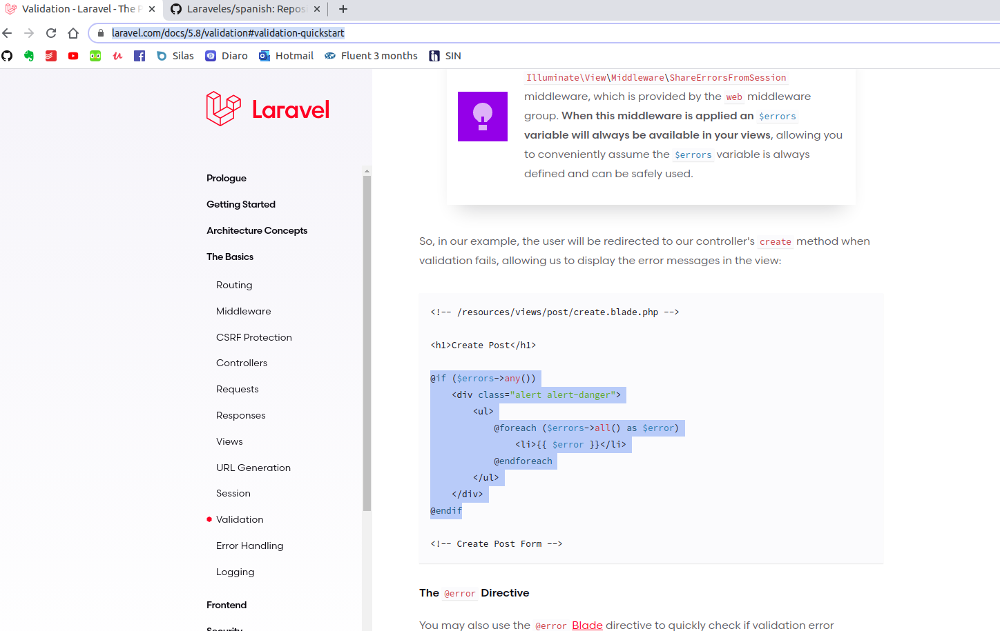 Validation - Laravel - The P
Laraveles/spanish: Reposi
laravel.com/docs/5.8/validation#validation-quickstart
Silas
Diaro
Hotmail
Fluent 3 months
SIN
Laravel
Prologue
Getting Started
Architecture Concepts
The Basics
Routing
Middleware
CSRF Protection
Controllers
Requests
Responses
Views
URL Generation
Session
Validation
Error Handling
Logging
Frontend
Security
Illuminate\View\Middleware\ShareErrorsFromSession
middleware, which is provided by the web middleware
group. When this middleware is applied an $errors
variable will always be available in your views, allowing you
to conveniently assume the $errors variable is always
defined and can be safely used.
So, in our example, the user will be redirected to our controller's create method when
validation fails, allowing us to display the error messages in the view:
<!-- /resources/views/post/create.blade.php -->
<h1>Create Post</h1>
@if ($errors->any())
    <div class="alert alert-danger">
        <ul>
            @foreach ($errors->all() as $error)
                <li>{{ $error }}</li>
            @endforeach
        </ul>
    </div>
@endif
<!-- Create Post Form -->
The @error Directive
You may also use the @error Blade directive to quickly check if validation error